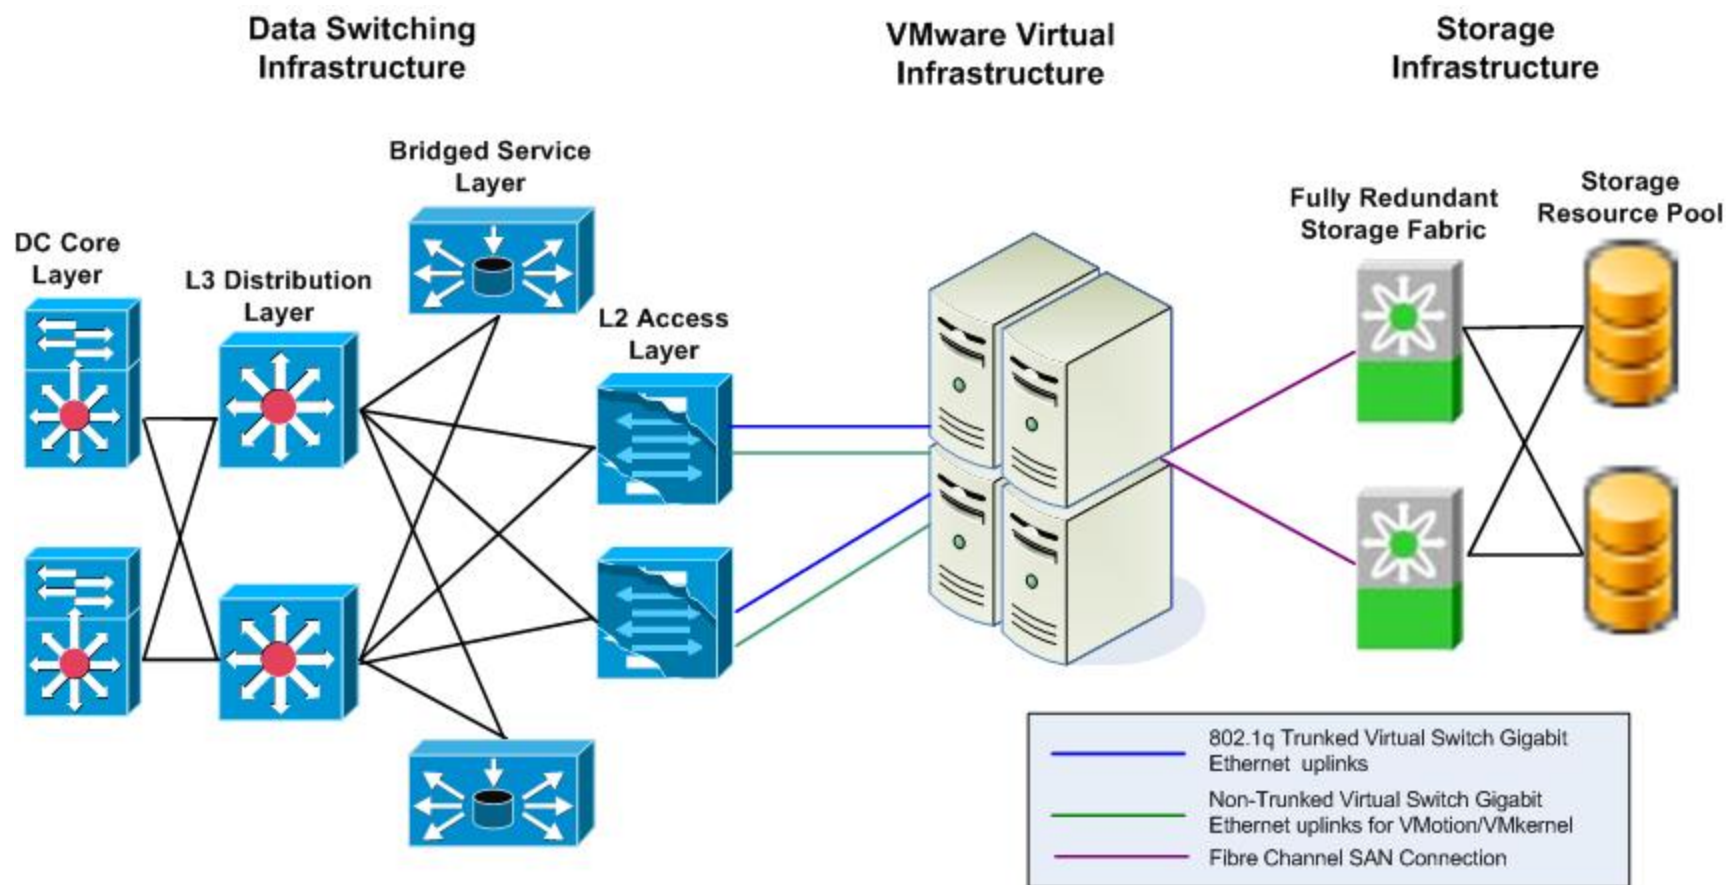 Data Switching
Infrastructure
VMware Virtual
Infrastructure
Storage
Infrastructure
Bridged Service
Layer
DC Core
Layer
L3 Distribution
Layer
L2 Access
Layer
Fully Redundant
Storage Fabric
Storage
Resource Pool
802.1q Trunked Virtual Switch Gigabit
Ethernet uplinks
Non-Trunked Virtual Switch Gigabit
Ethernet uplinks for VMotion/VMkernel
Fibre Channel SAN Connection